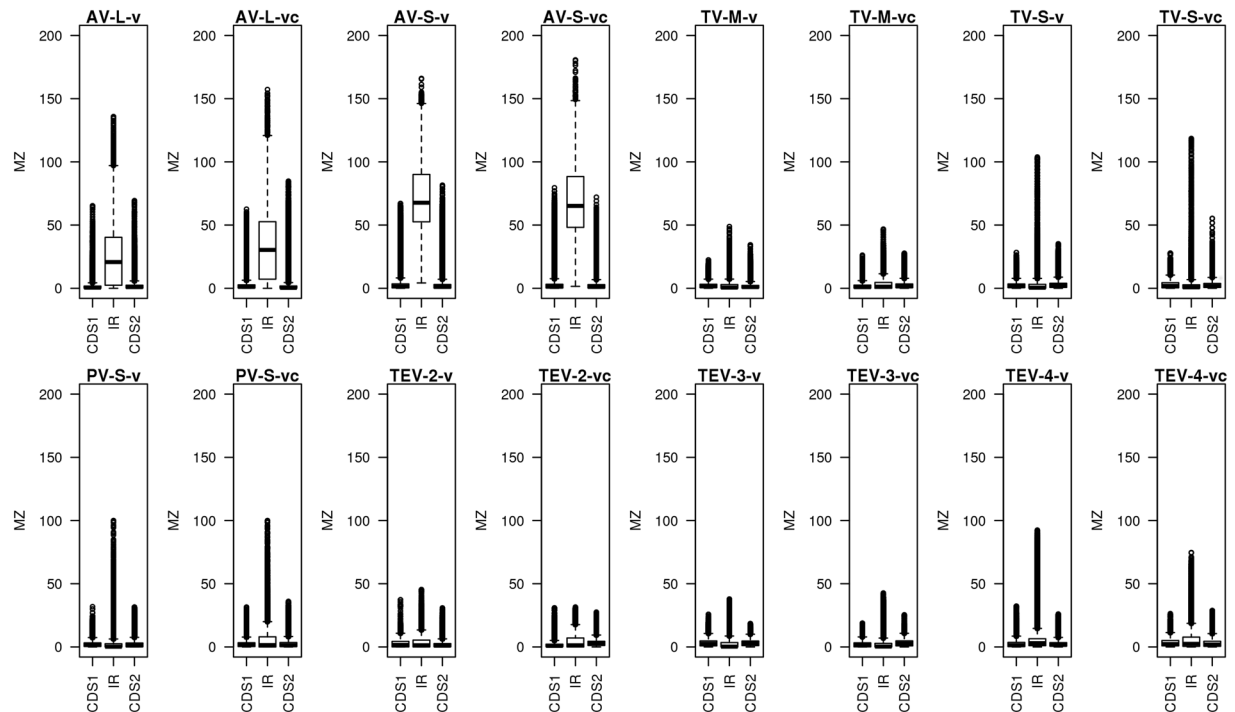 AV-L-v AV-L-vc AV-S-v AV-S-vc TV-M-v TV-M-vc TV-S-v TV-S-vc
200 200 200 200 200 200 200 200
150 150 150 150 150 150 150 150
MZ MZ MZ MZ MZ MZ MZ MZ
100 100 100 100 100 100 100 100
50 50 50 50 50 50 50 50
0 0 0 0 0 0 0 0
CDS1 IR CDS2 CDS1 IR CDS2 CDS1 IR CDS2 CDS1 IR CDS2 CDS1 IR CDS2 CDS1 IR CDS2 CDS1 IR CDS2 CDS1 IR CDS2
PV-S-v PV-S-vc TEV-2-v TEV-2-vc TEV-3-v TEV-3-vc TEV-4-v TEV-4-vc
200 200 200 200 200 200 200 200
150 150 150 150 150 150 150 150
MZ MZ MZ MZ MZ MZ MZ MZ
100 100 100 100 100 100 100 100
50 50 50 50 50 50 50 50
0 0 0 0 0 0 0 0
CDS1 IR CDS2 CDS1 IR CDS2 CDS1 IR CDS2 CDS1 IR CDS2 CDS1 IR CDS2 CDS1 IR CDS2 CDS1 IR CDS2 CDS1 IR CDS2